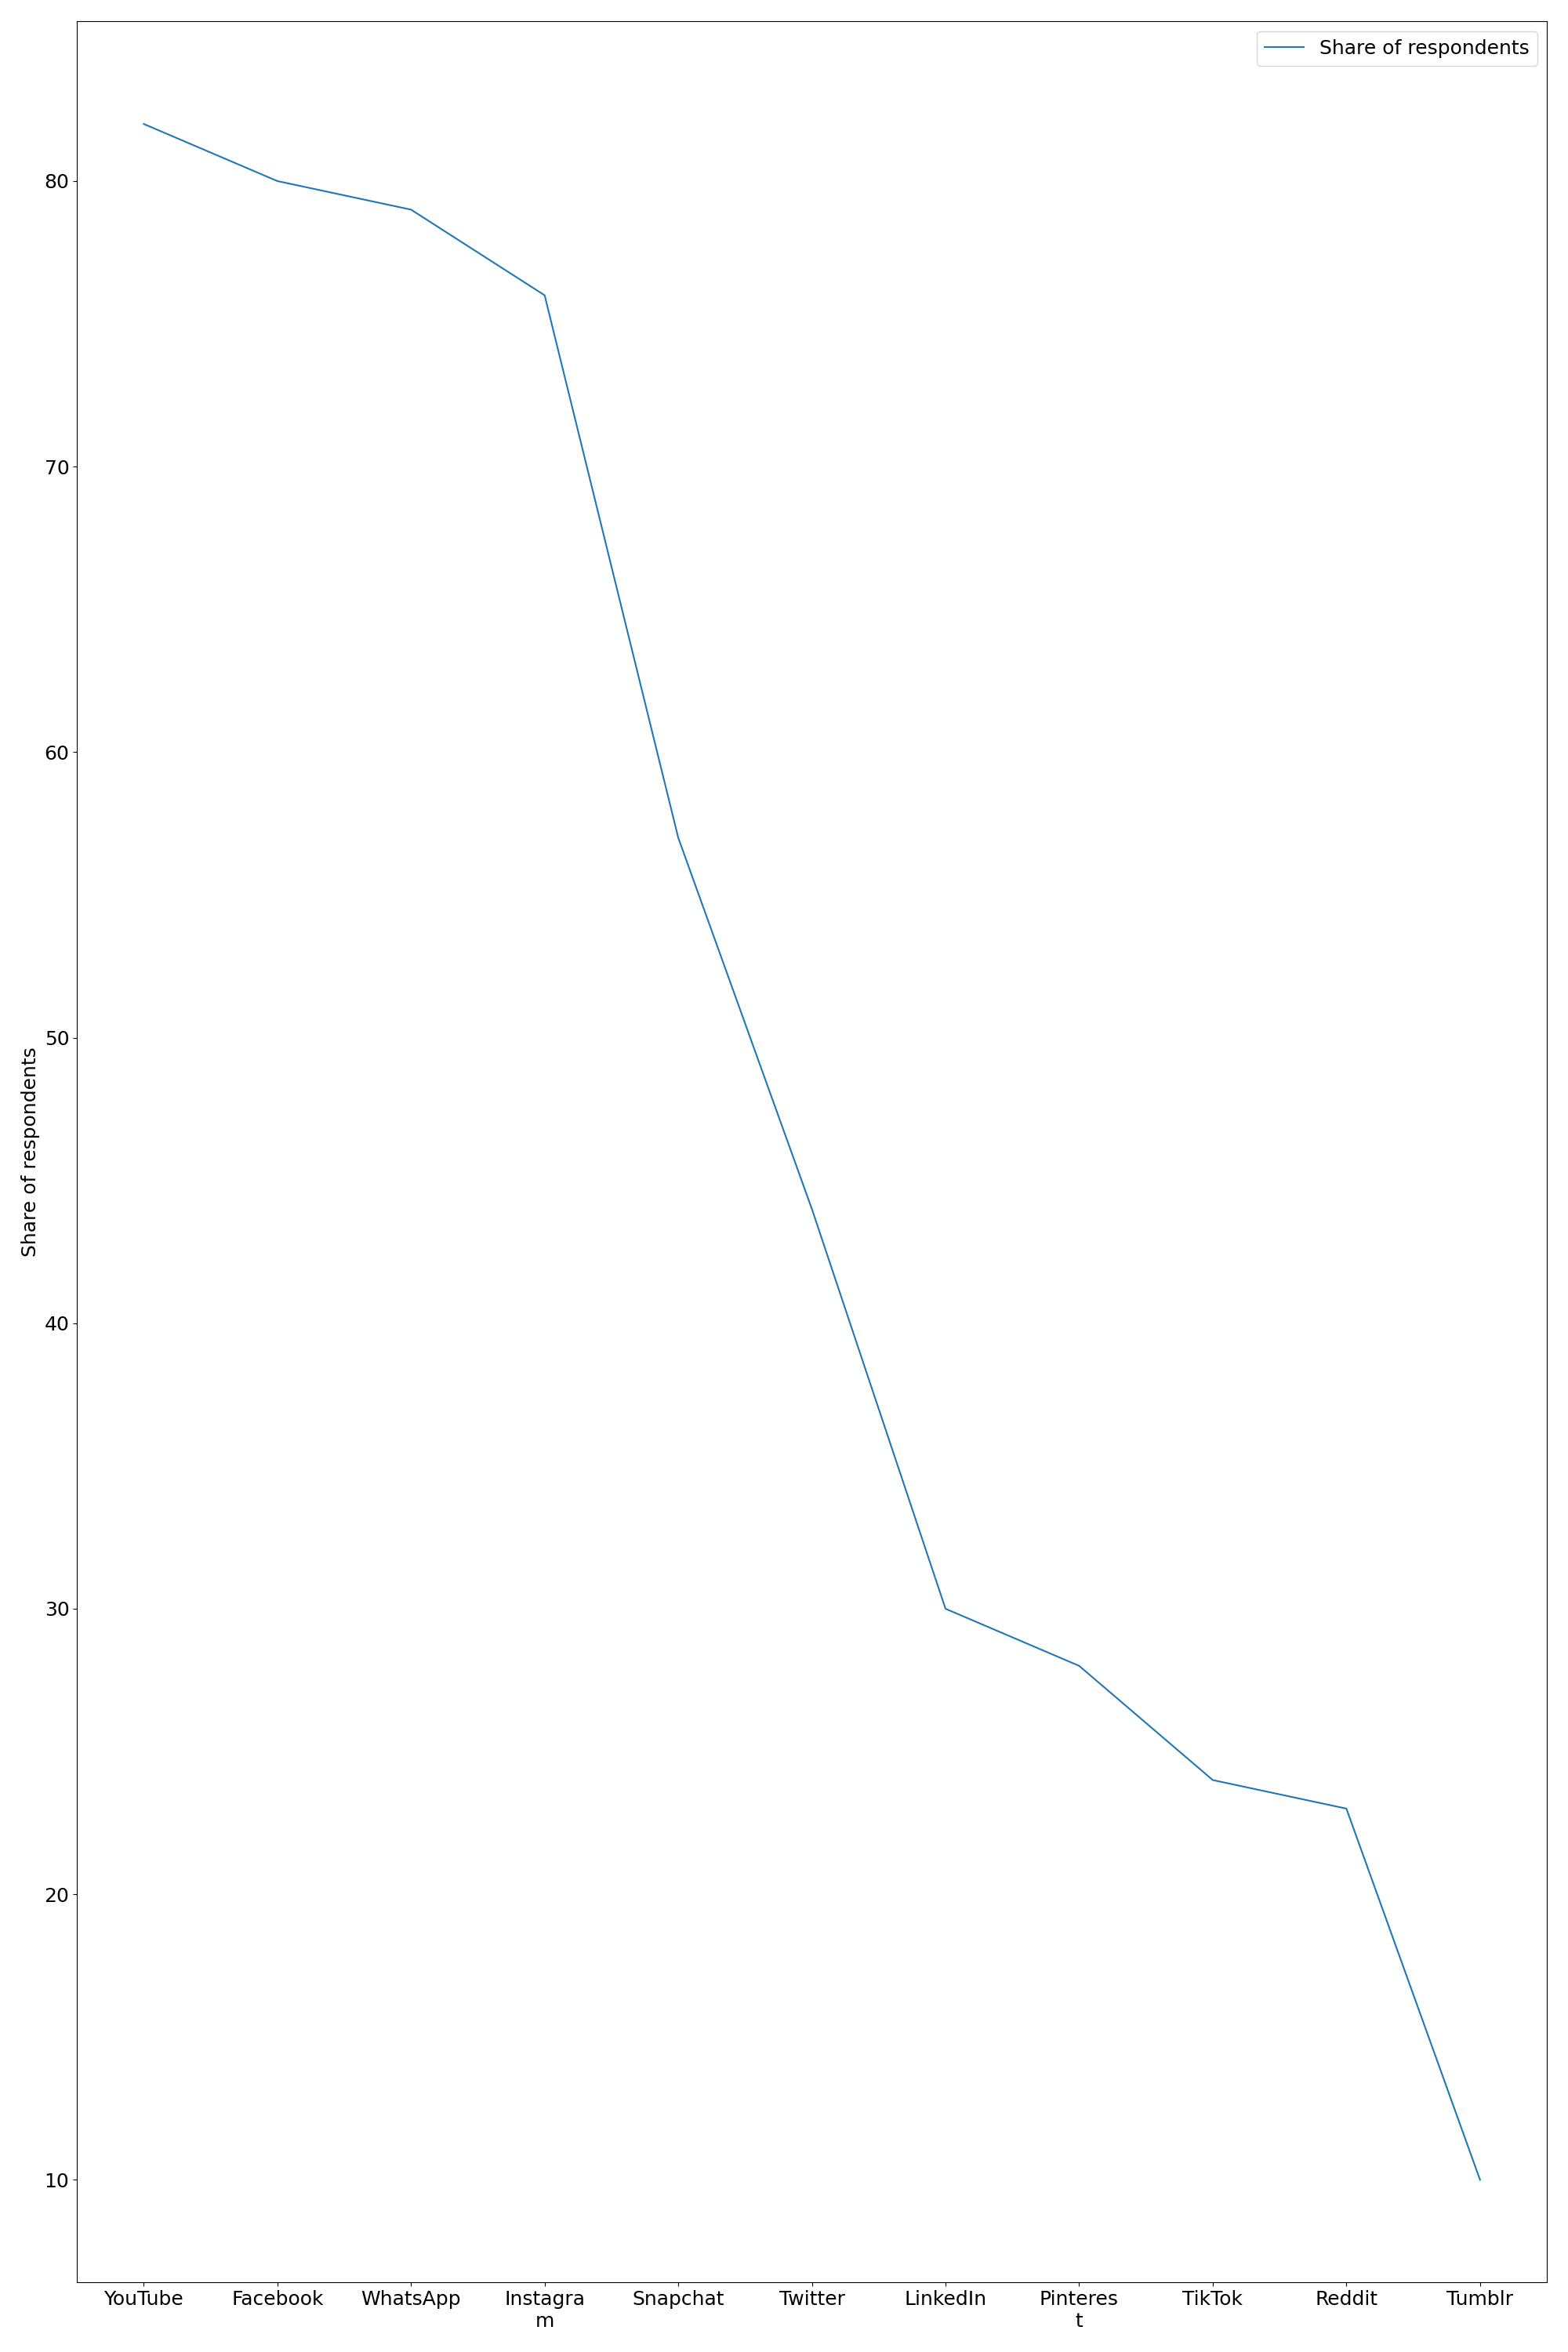 Share of respondents
80
70
60
50
40
30
20
10
Share of respondents
YouTube Facebook WhatsApp Instagra Snapchat Twitter LinkedIn Pinteres TikTok Reddit Tumblr
m t